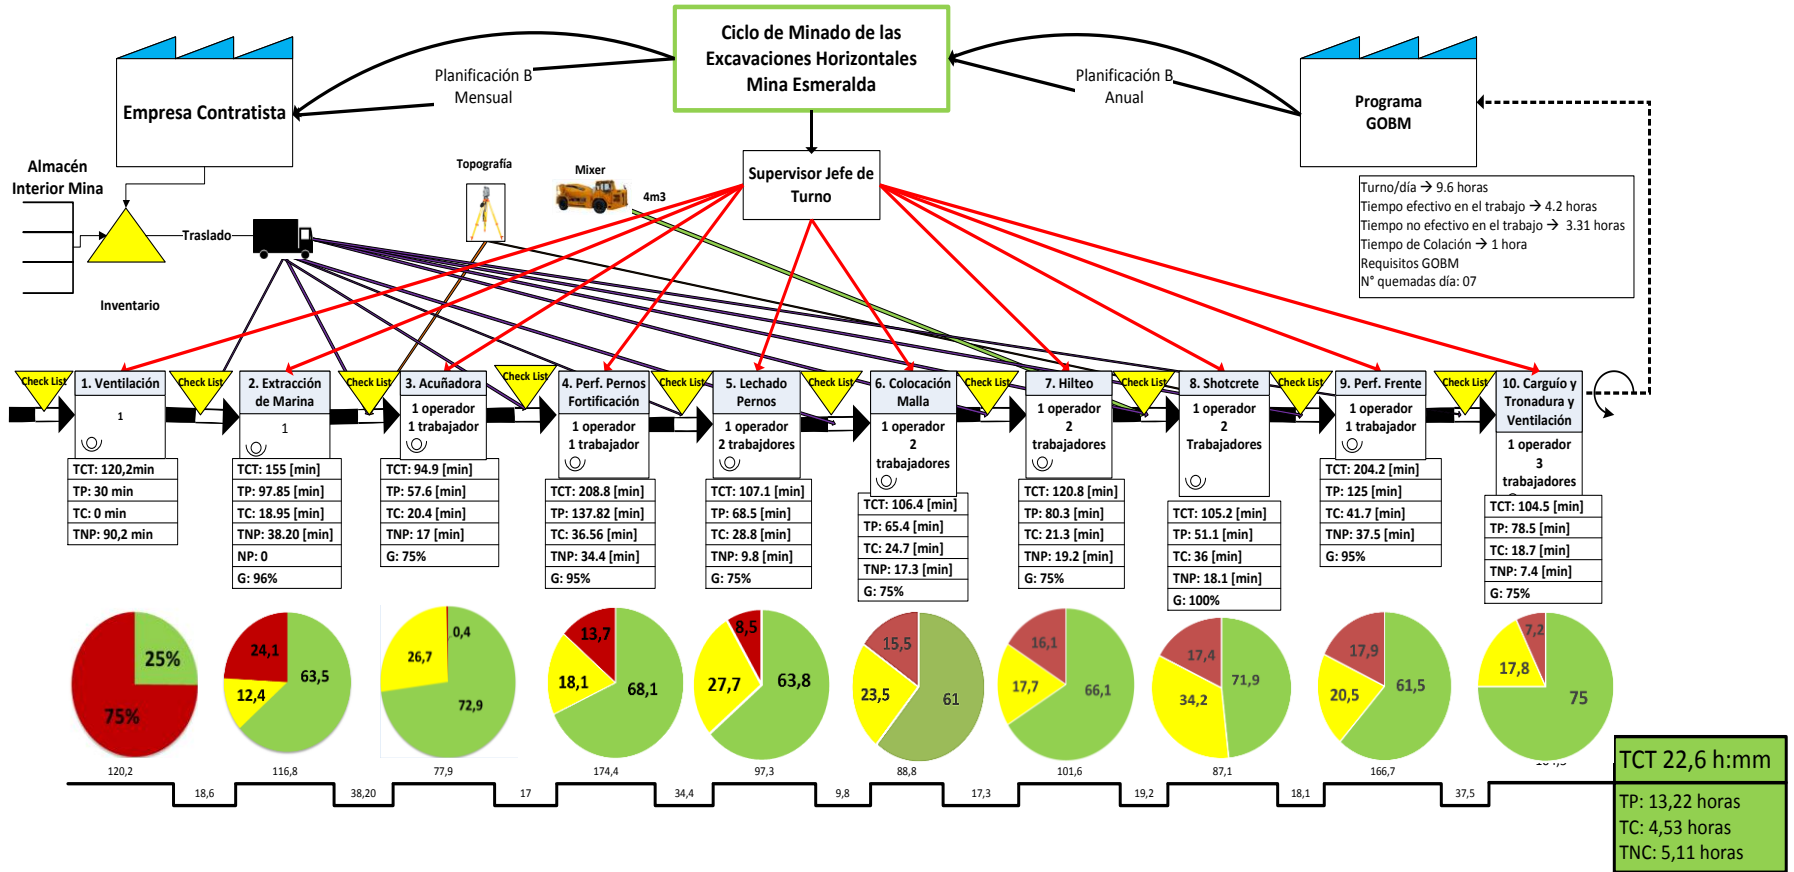 Ciclo de Minado de las
Excavaciones Horizontales
Mina Esmeralda
Planificación B
Mensual
Planificación B
Anual
Empresa Contratista
Programa
GOBM
Almacén
Interior Mina
Topografía
Mixer
4m3
Supervisor Jefe de
Turno
Turno/día → 9.6 horas
Tiempo efectivo en el trabajo → 4.2 horas
Tiempo no efectivo en el trabajo → 3.31 horas
Tiempo de Colación → 1 hora
Requisitos GOBM
N° quemadas día: 07
Traslado
Inventario
Check List
1. Ventilación
1
TCT: 120,2min
TP: 30 min
TC: 0 min
TNP: 90,2 min
Check List
2. Extracción
de Marina
1
TCT: 155 [min]
TP: 97.85 [min]
TC: 18.95 [min]
TNP: 38.20 [min]
NP: 0
G: 96%
Check List
3. Acuñadora
1 operador
1 trabajador
TCT: 94.9 [min]
TP: 57.6 [min]
TC: 20.4 [min]
TNP: 17 [min]
G: 75%
Check List
4. Perf. Pernos
Fortificación
1 operador
1 trabajador
TCT: 208.8 [min]
TP: 137.82 [min]
TC: 36.56 [min]
TNP: 34.4 [min]
G: 95%
Check List
5. Lechado
Pernos
1 operador
2 trabajdores
TCT: 107.1 [min]
TP: 68.5 [min]
TC: 28.8 [min]
TNP: 9.8 [min]
G: 75%
Check List
6. Colocación
Malla
1 operador
2
trabajadores
TCT: 106.4 [min]
TP: 65.4 [min]
TC: 24.7 [min]
TNP: 17.3 [min]
G: 75%
Check List
7. Hilteo
1 operador
2
trabajadores
TCT: 120.8 [min]
TP: 80.3 [min]
TC: 21.3 [min]
TNP: 19.2 [min]
G: 75%
Check List
8. Shotcrete
1 operador
2
Trabajadores
TCT: 105.2 [min]
TP: 51.1 [min]
TC: 36 [min]
TNP: 18.1 [min]
G: 100%
Check List
9. Perf. Frente
1 operador
1 trabajador
TCT: 204.2 [min]
TP: 125 [min]
TC: 41.7 [min]
TNP: 37.5 [min]
G: 95%
Check List
10. Carguío y
Tronadura y
Ventilación
1 operador
3
trabajadores
TCT: 104.5 [min]
TP: 78.5 [min]
TC: 18.7 [min]
TNP: 7.4 [min]
G: 75%
25%
75%
24,1
12,4
63,5
0,4
26,7
72,9
13,7
18,1
68,1
8,5
27,7
63,8
15,5
23,5
61
16,1
17,7
66,1
17,4
34,2
71,9
17,9
20,5
61,5
7,2
17,8
75
120,2
18,6
116,8
38,20
77,9
17
174,4
34,4
97,3
9,8
88,8
17,3
101,6
19,2
87,1
18,1
166,7
37,5
TCT 22,6 h:mm
TP: 13,22 horas
TC: 4,53 horas
TNC: 5,11 horas